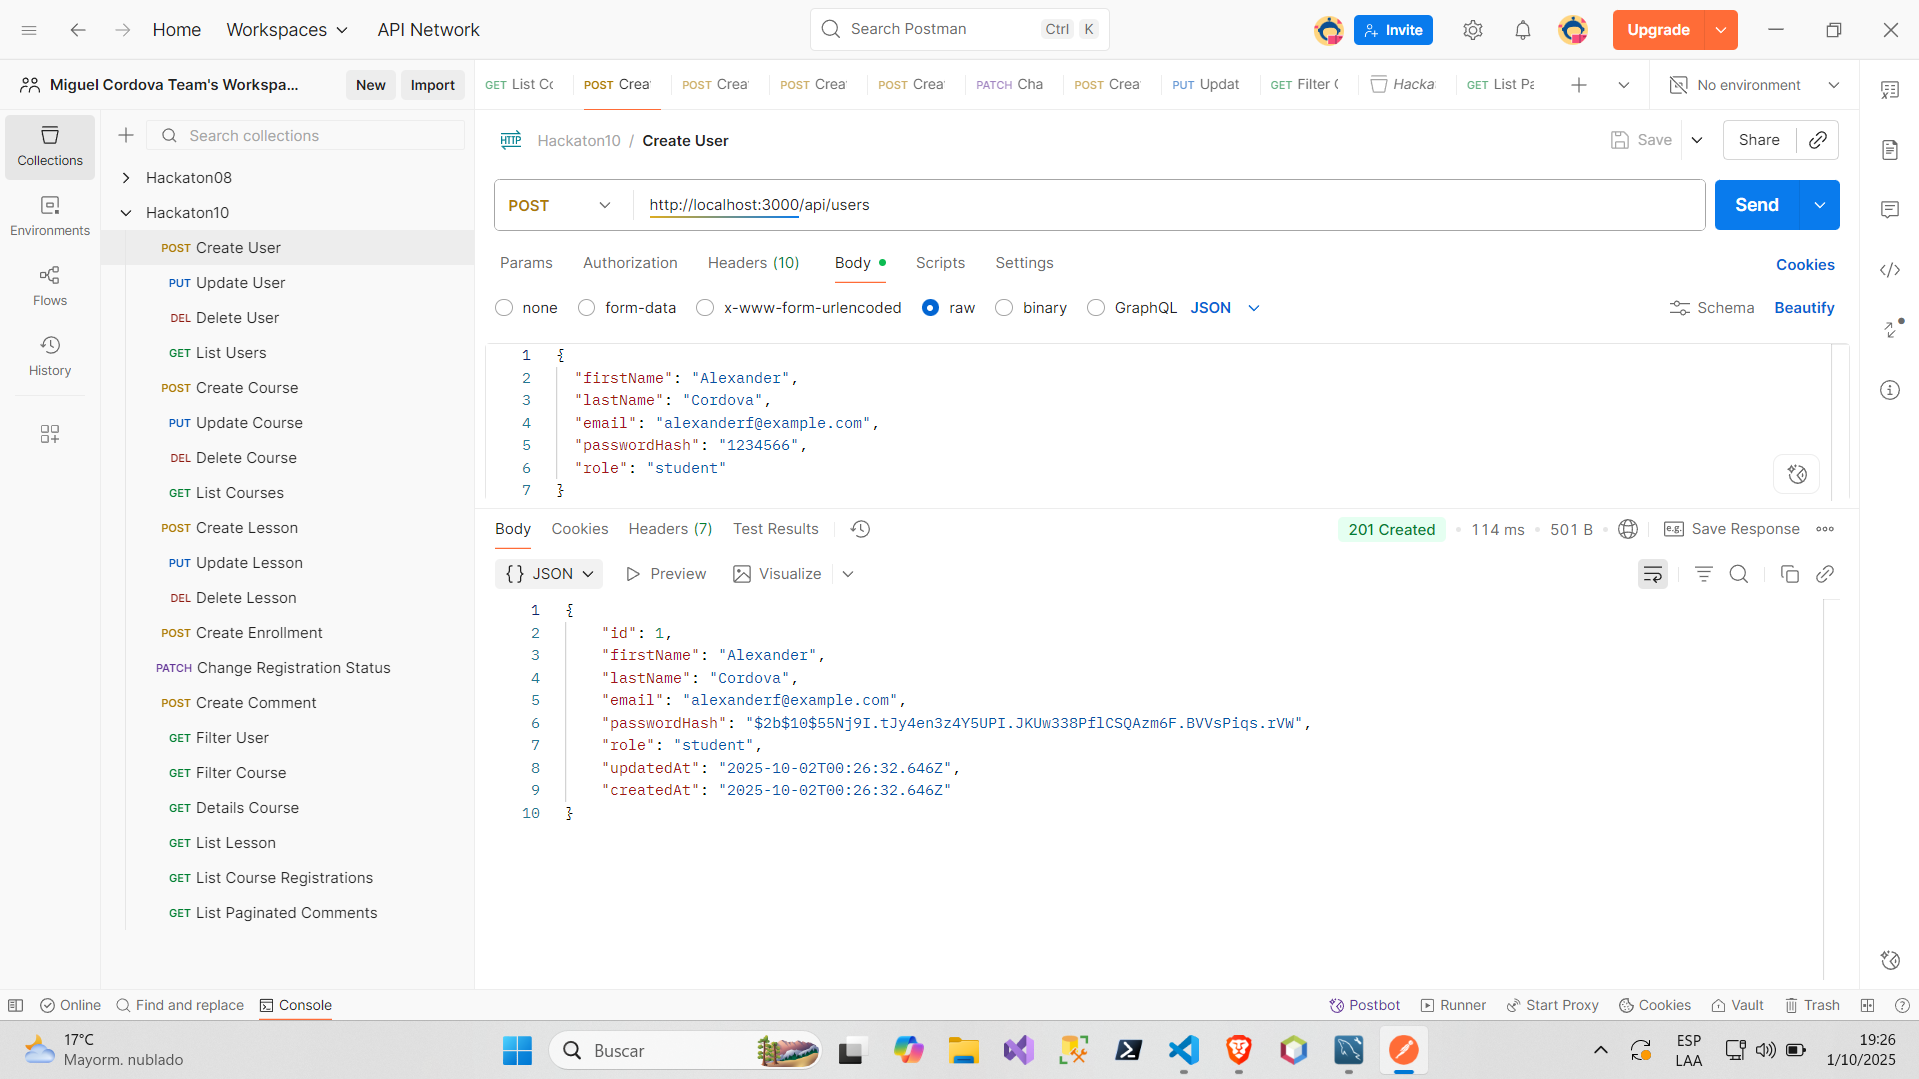 Home
Workspaces
API Network
Search Postman
Ctrl
K
Invite
Upgrade
Miguel Cordova Team's Workspa...
New
Import
GET List Co
POST Crea
POST Crea
POST Crea
POST Crea
PATCH Cha
POST Crea
PUT Updat
GET Filter C
Hacka
GET List Pa
No environment
Collections
Environments
Flows
History
Search collections
Hackaton08
Hackaton10
POST Create User
PUT Update User
DEL Delete User
GET List Users
POST Create Course
PUT Update Course
DEL Delete Course
GET List Courses
POST Create Lesson
PUT Update Lesson
DEL Delete Lesson
POST Create Enrollment
PATCH Change Registration Status
POST Create Comment
GET Filter User
GET Filter Course
GET Details Course
GET List Lesson
GET List Course Registrations
GET List Paginated Comments
HTTP
Hackaton10 / Create User
Save
Share
POST
http://localhost:3000/api/users
Send
Params
Authorization
Headers (10)
Body
Scripts
Settings
Cookies
none
form-data
x-www-form-urlencoded
raw
binary
GraphQL
JSON
Schema
Beautify
1 {
2 "firstName": "Alexander",
3 "lastName": "Cordova",
4 "email": "alexanderf@example.com",
5 "passwordHash": "1234566",
6 "role": "student"
7 }
Body
Cookies
Headers (7)
Test Results
201 Created
114 ms
501 B
e.g. Save Response
{} JSON
Preview
Visualize
1 {
2 "id": 1,
3 "firstName": "Alexander",
4 "lastName": "Cordova",
5 "email": "alexanderf@example.com",
6 "passwordHash": "$2b$10$55Nj9I.tJy4en3z4Y5UPI.JKUw338PflCSQAzm6F.BVVsPiqs.rVW",
7 "role": "student",
8 "updatedAt": "2025-10-02T00:26:32.646Z",
9 "createdAt": "2025-10-02T00:26:32.646Z"
10 }
Online
Find and replace
Console
Postbot
Runner
Start Proxy
Cookies
Vault
Trash
17°C
Mayorm. nublado
Buscar
ESP
LAA
19:26
1/10/2025